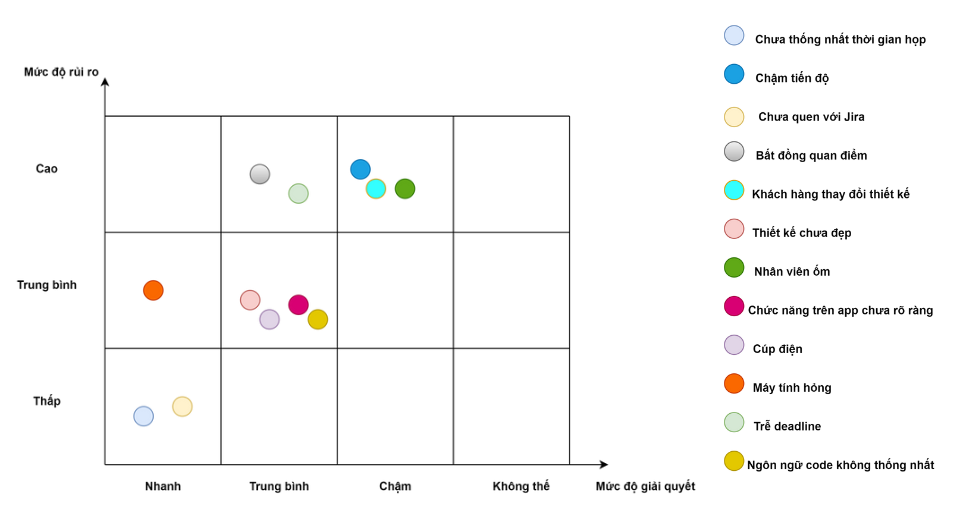 Mức độ rủi ro
Cao
Trung bình
Thấp
Nhanh
Trung bình
Chậm
Không thể
Mức độ giải quyết
Chưa thống nhất thời gian họp
Chậm tiến độ
Chưa quen với Jira
Bất đồng quan điểm
Khách hàng thay đổi thiết kế
Thiết kế chưa đẹp
Nhân viên ốm
Chức năng trên app chưa rõ ràng
Cúp điện
Máy tính hỏng
Trễ deadline
Ngôn ngữ code không thống nhất